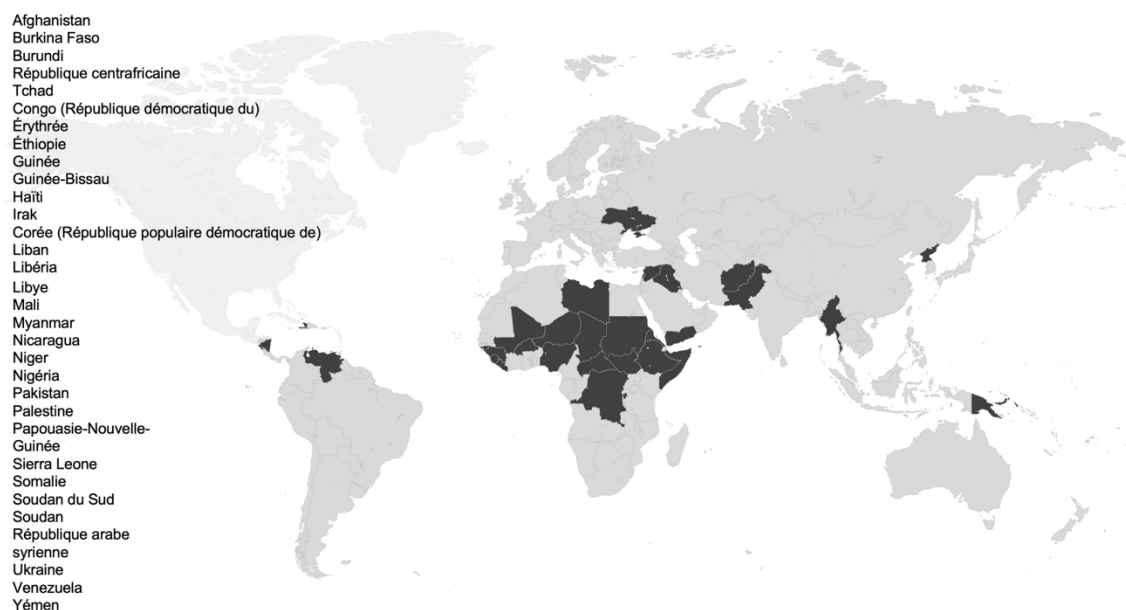 Afghanistan
Burkina Faso
Burundi
République centrafricaine
Tchad
Congo (République démocratique du)
Érythrée
Éthiopie
Guinée
Guinée-Bissau
Haïti
Irak
Corée (République populaire démocratique de)
Liban
Libéria
Libye
Mali
Myanmar
Nicaragua
Niger
Nigéria
Pakistan
Palestine
Papouasie-Nouvelle-
Guinée
Sierra Leone
Somalie
Soudan du Sud
Soudan
République arabe
syrienne
Ukraine
Venezuela
Yémen